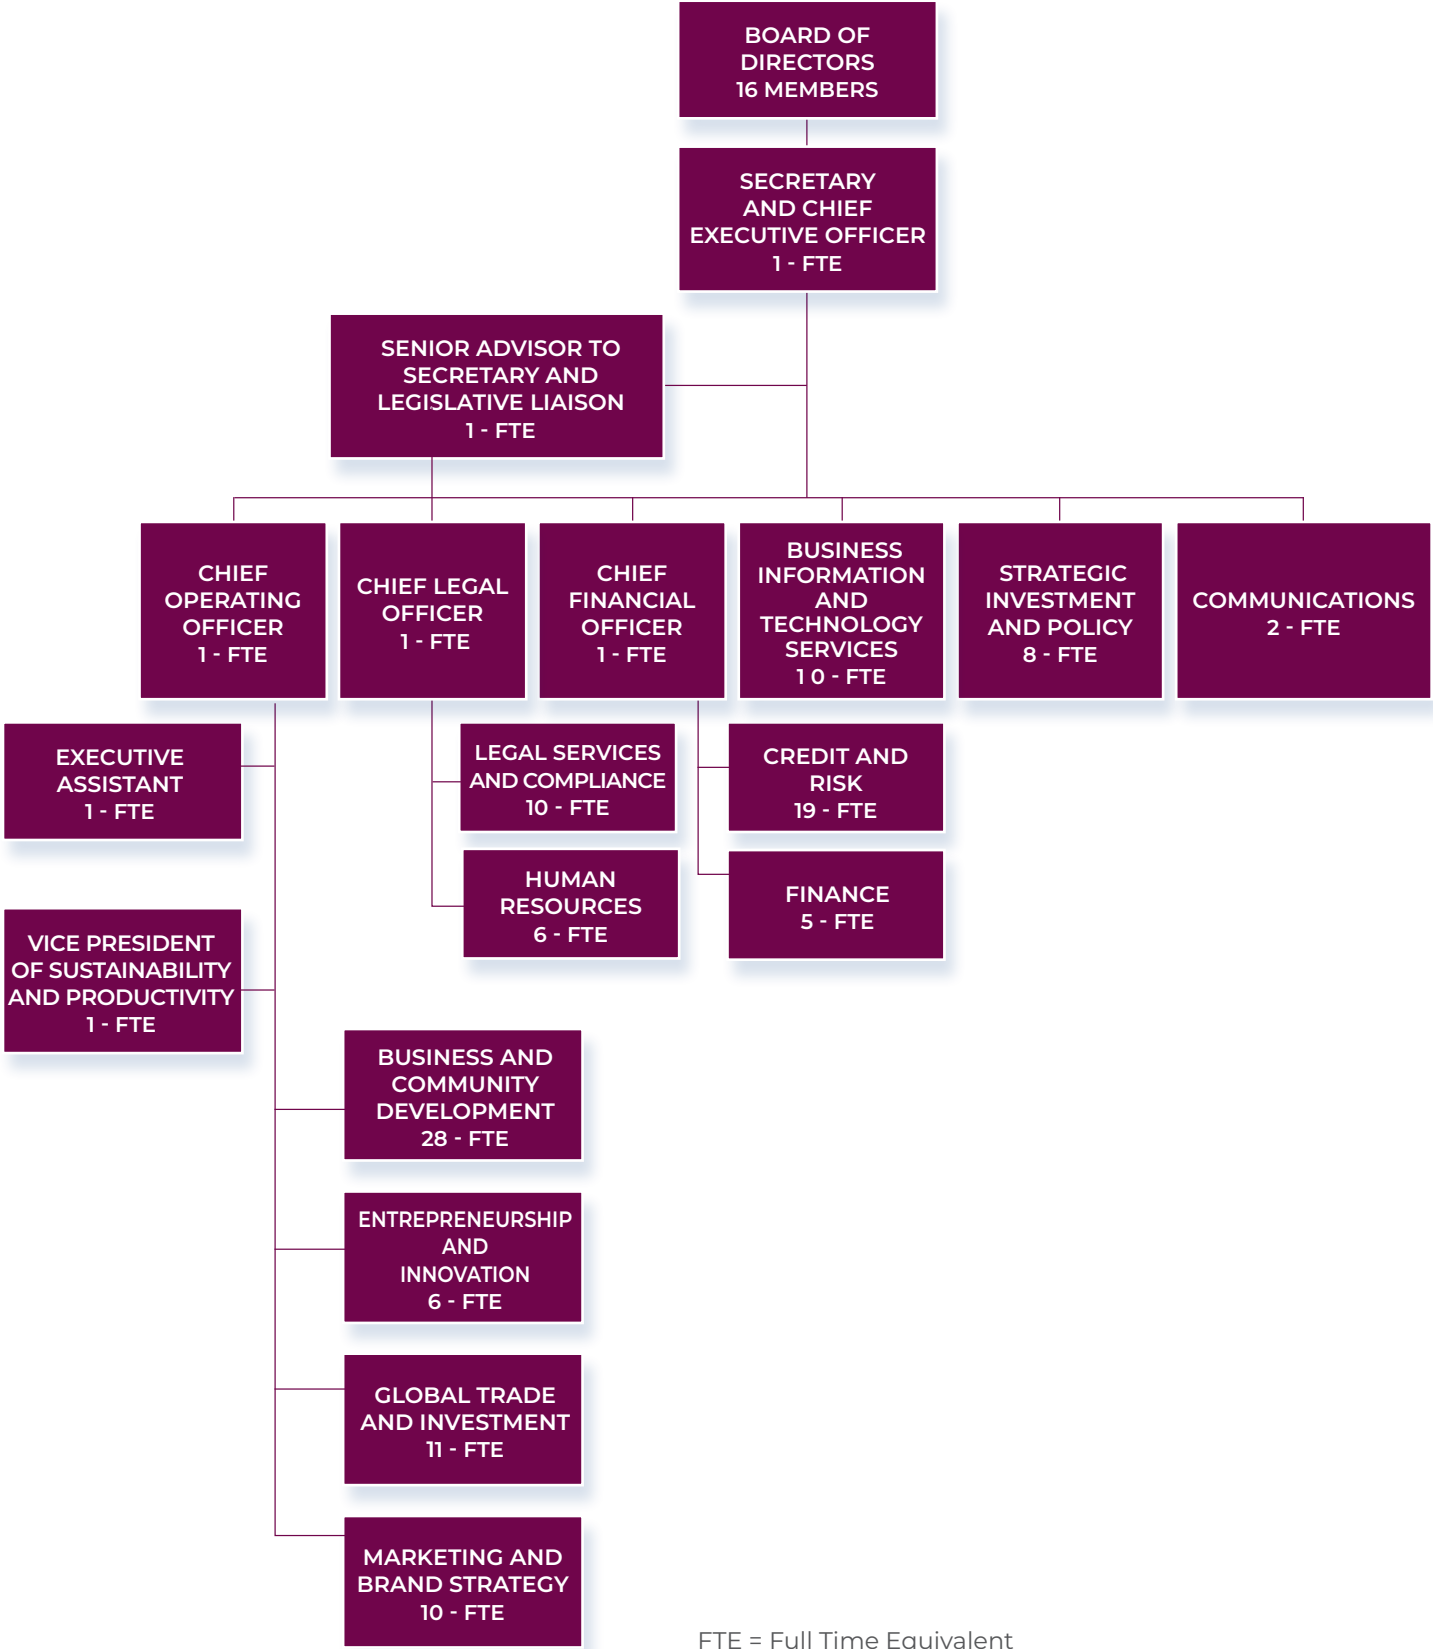 BOARD OF
DIRECTORS
16 MEMBERS
SECRETARY
AND CHIEF
EXECUTIVE OFFICER
1 - FTE
SENIOR ADVISOR TO
SECRETARY AND
LEGISLATIVE LIAISON
1 - FTE
CHIEF
OPERATING
OFFICER
1 - FTE
CHIEF LEGAL
OFFICER
1 - FTE
CHIEF
FINANCIAL
OFFICER
1 - FTE
BUSINESS
INFORMATION
AND
TECHNOLOGY
SERVICES
1 0 - FTE
STRATEGIC
INVESTMENT
AND POLICY
8 - FTE
COMMUNICATIONS
2 - FTE
EXECUTIVE
ASSISTANT
1 - FTE
LEGAL SERVICES
AND COMPLIANCE
10 - FTE
CREDIT AND
RISK
19 - FTE
HUMAN
RESOURCES
6 - FTE
FINANCE
5 - FTE
VICE PRESIDENT
OF SUSTAINABILITY
AND PRODUCTIVITY
1 - FTE
BUSINESS AND
COMMUNITY
DEVELOPMENT
28 - FTE
ENTREPRENEURSHIP
AND
INNOVATION
6 - FTE
GLOBAL TRADE
AND INVESTMENT
11 - FTE
MARKETING AND
BRAND STRATEGY
10 - FTE
FTE = Full Time Equivalent